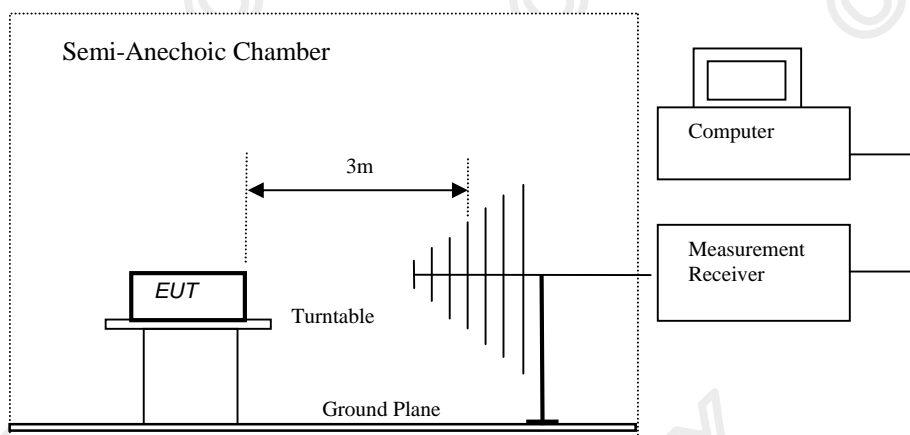 Semi-Anechoic Chamber
Computer
3m
Measurement
Receiver
EUT
Turntable
Ground Plane